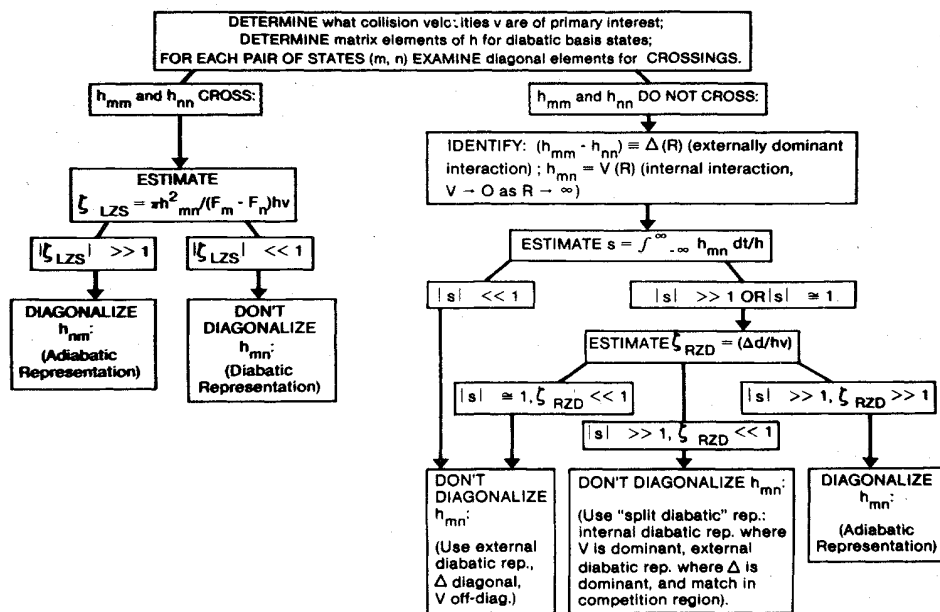 DETERMINE what collision velocities v are of primary interest;
DETERMINE matrix elements of h for diabatic basis states;
FOR EACH PAIR OF STATES (m, n) EXAMINE diagonal elements for CROSSINGS.
h_mm and h_nn CROSS:
h_mm and h_nn DO NOT CROSS:
IDENTIFY: (h_mm - h_nn) ≡ Δ (R) (externally dominant
interaction) ; h_mn = V (R) (internal interaction,
V → O as R → ∞)
ESTIMATE
ζ_LZS = πh²_mn/(F_m - F_n)hv
|ζ_LZS| >> 1
|ζ_LZS| << 1
DIAGONALIZE
h_nm:
(Adiabatic
Representation)
DON'T
DIAGONALIZE
h_mn:
(Diabatic
Representation)
ESTIMATE s = ∫^∞_-∞ h_mn dt/h
|s| << 1
|s| >> 1 OR |s| ≅ 1
ESTIMATE ζ_RZD = (Δd/hv)
|s| ≅ 1, ζ_RZD << 1
|s| >> 1, ζ_RZD << 1
|s| >> 1, ζ_RZD >> 1
DON'T
DIAGONALIZE
h_mn:
(Use external
diabatic rep.,
Δ diagonal,
V off-diag.)
DON'T DIAGONALIZE h_mn:
(Use "split diabatic" rep.:
internal diabatic rep. where
V is dominant, external
diabatic rep. where Δ is
dominant, and match in
competition region).
DIAGONALIZE
h_mn:
(Adiabatic
Representation)